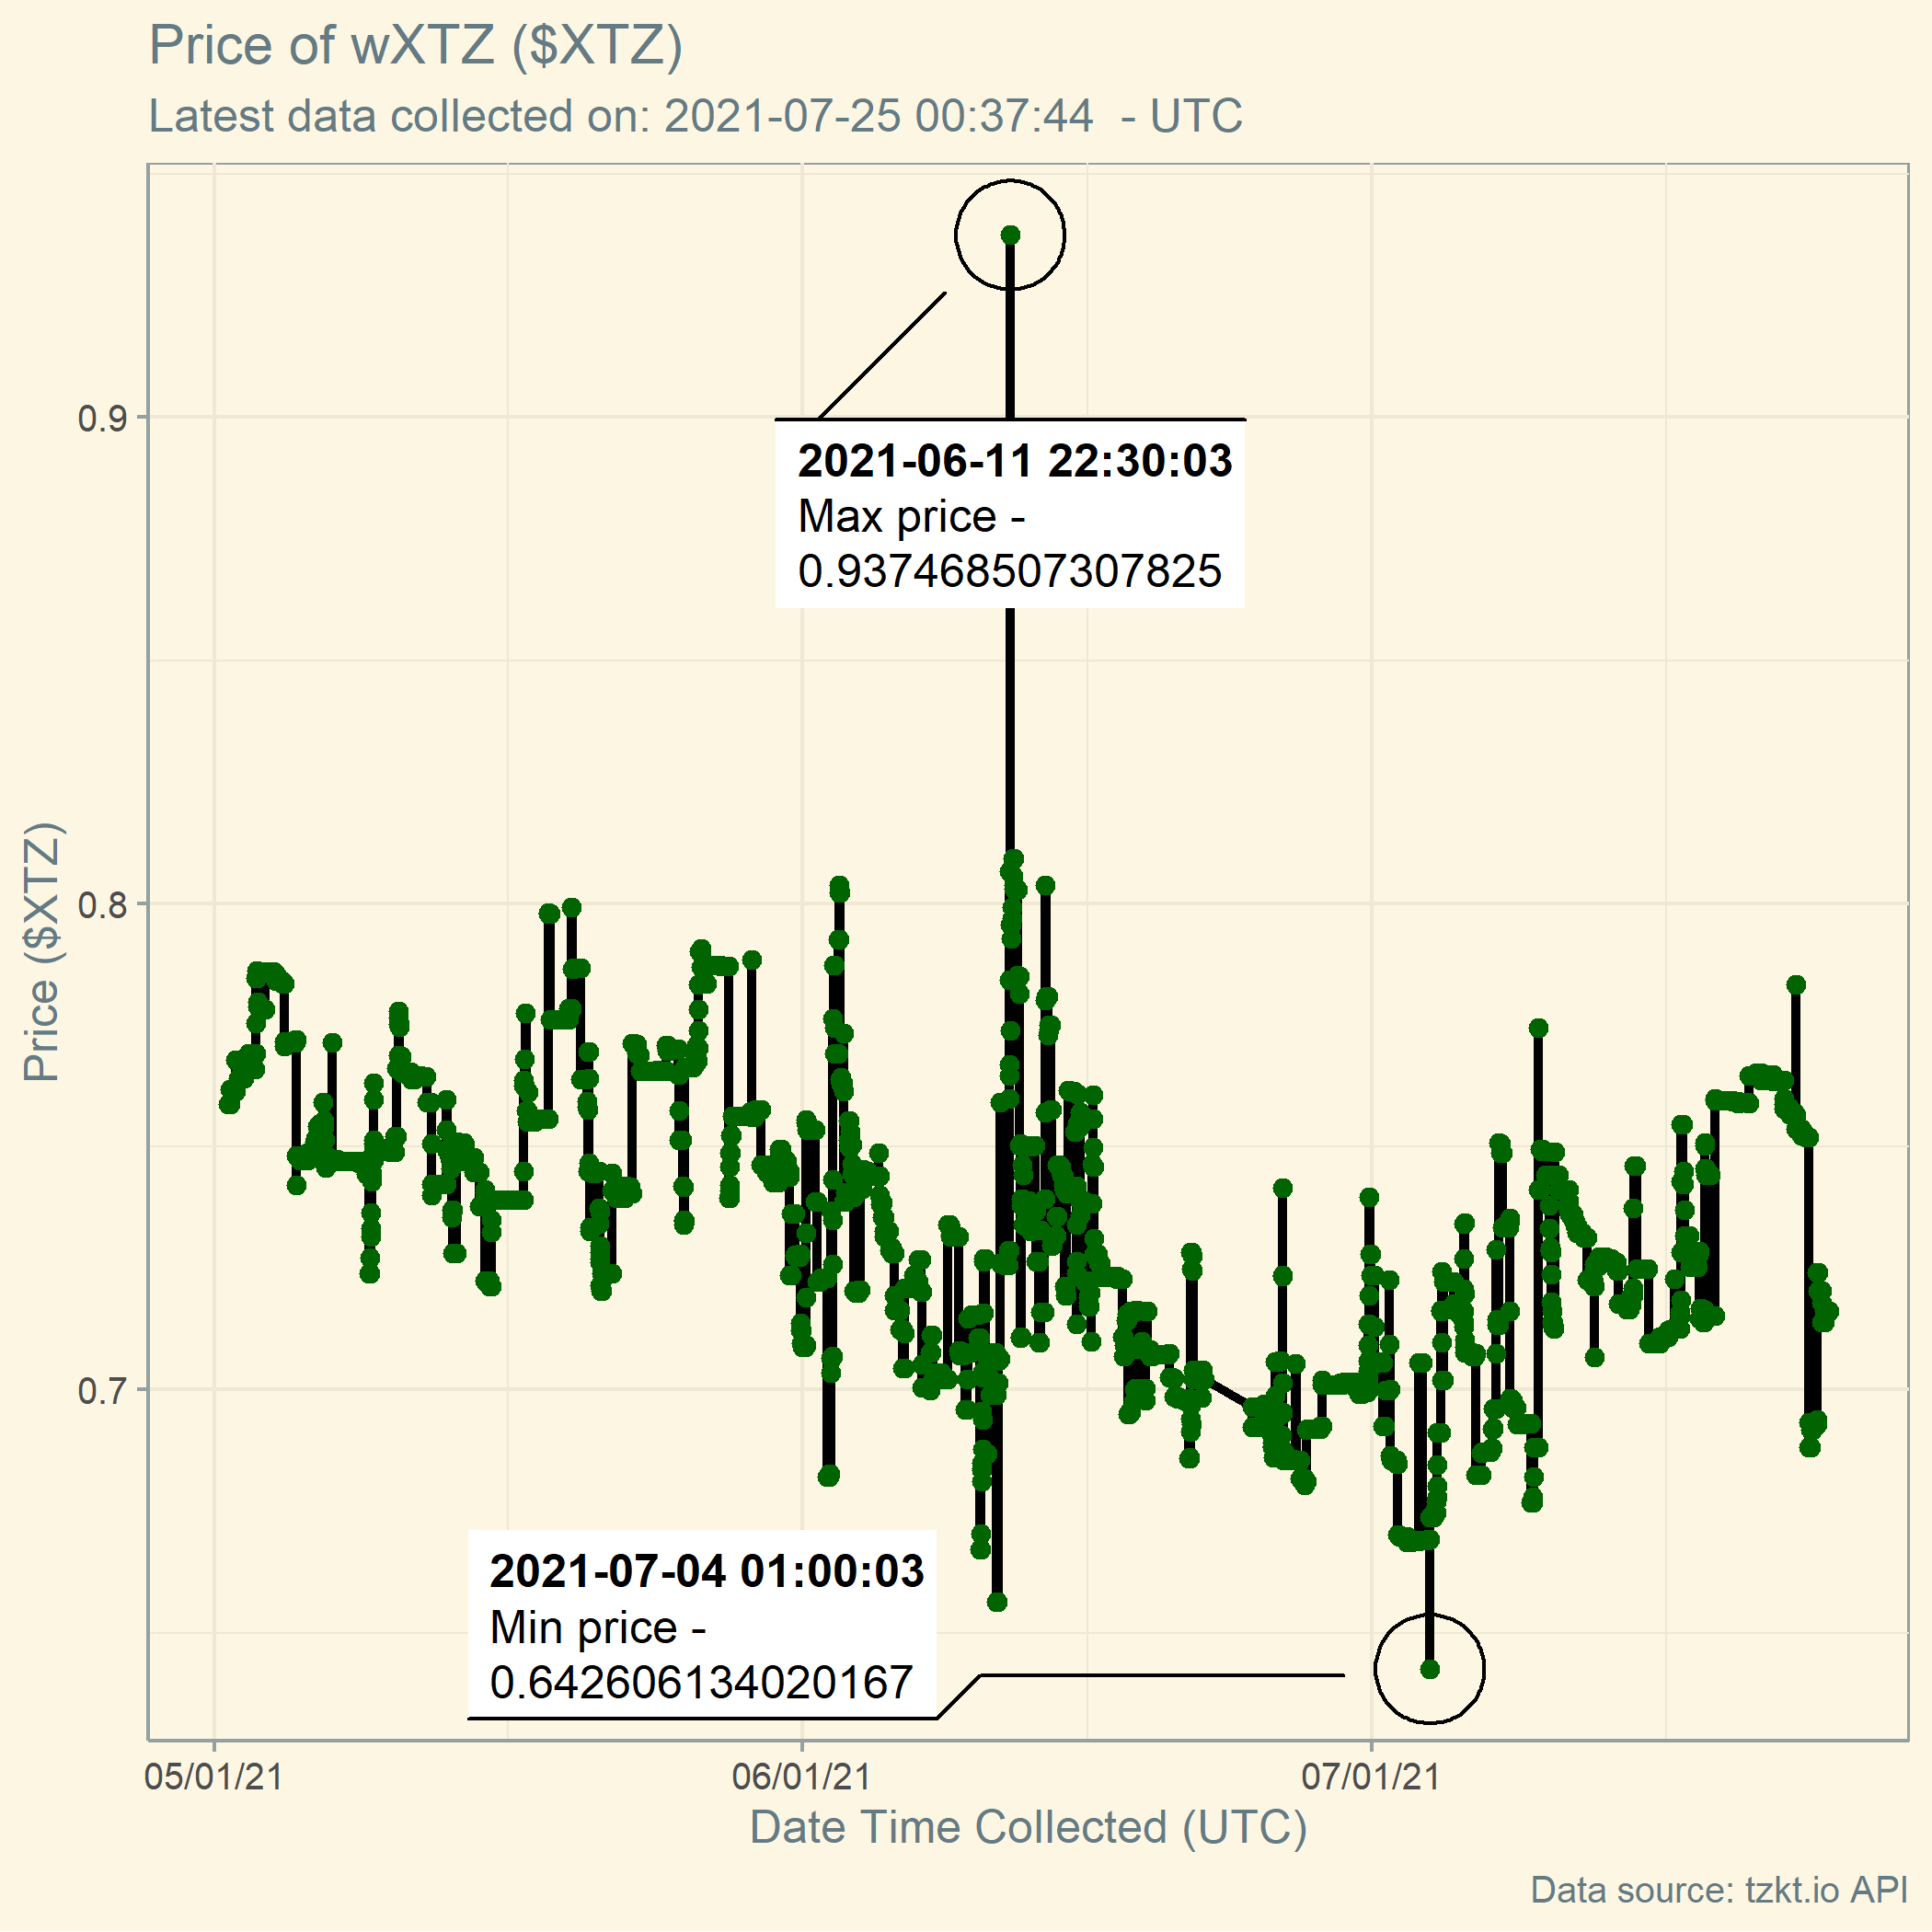 Price of wXTZ ($XTZ)
Latest data collected on: 2021-07-25 00:37:44  - UTC
2021-06-11 22:30:03
Max price -
0.937468507307825
0.9
0.8
0.7
Price ($XTZ)
2021-07-04 01:00:03
Min price -
0.642606134020167
05/01/21
06/01/21
07/01/21
Date Time Collected (UTC)
Data source: tzkt.io API